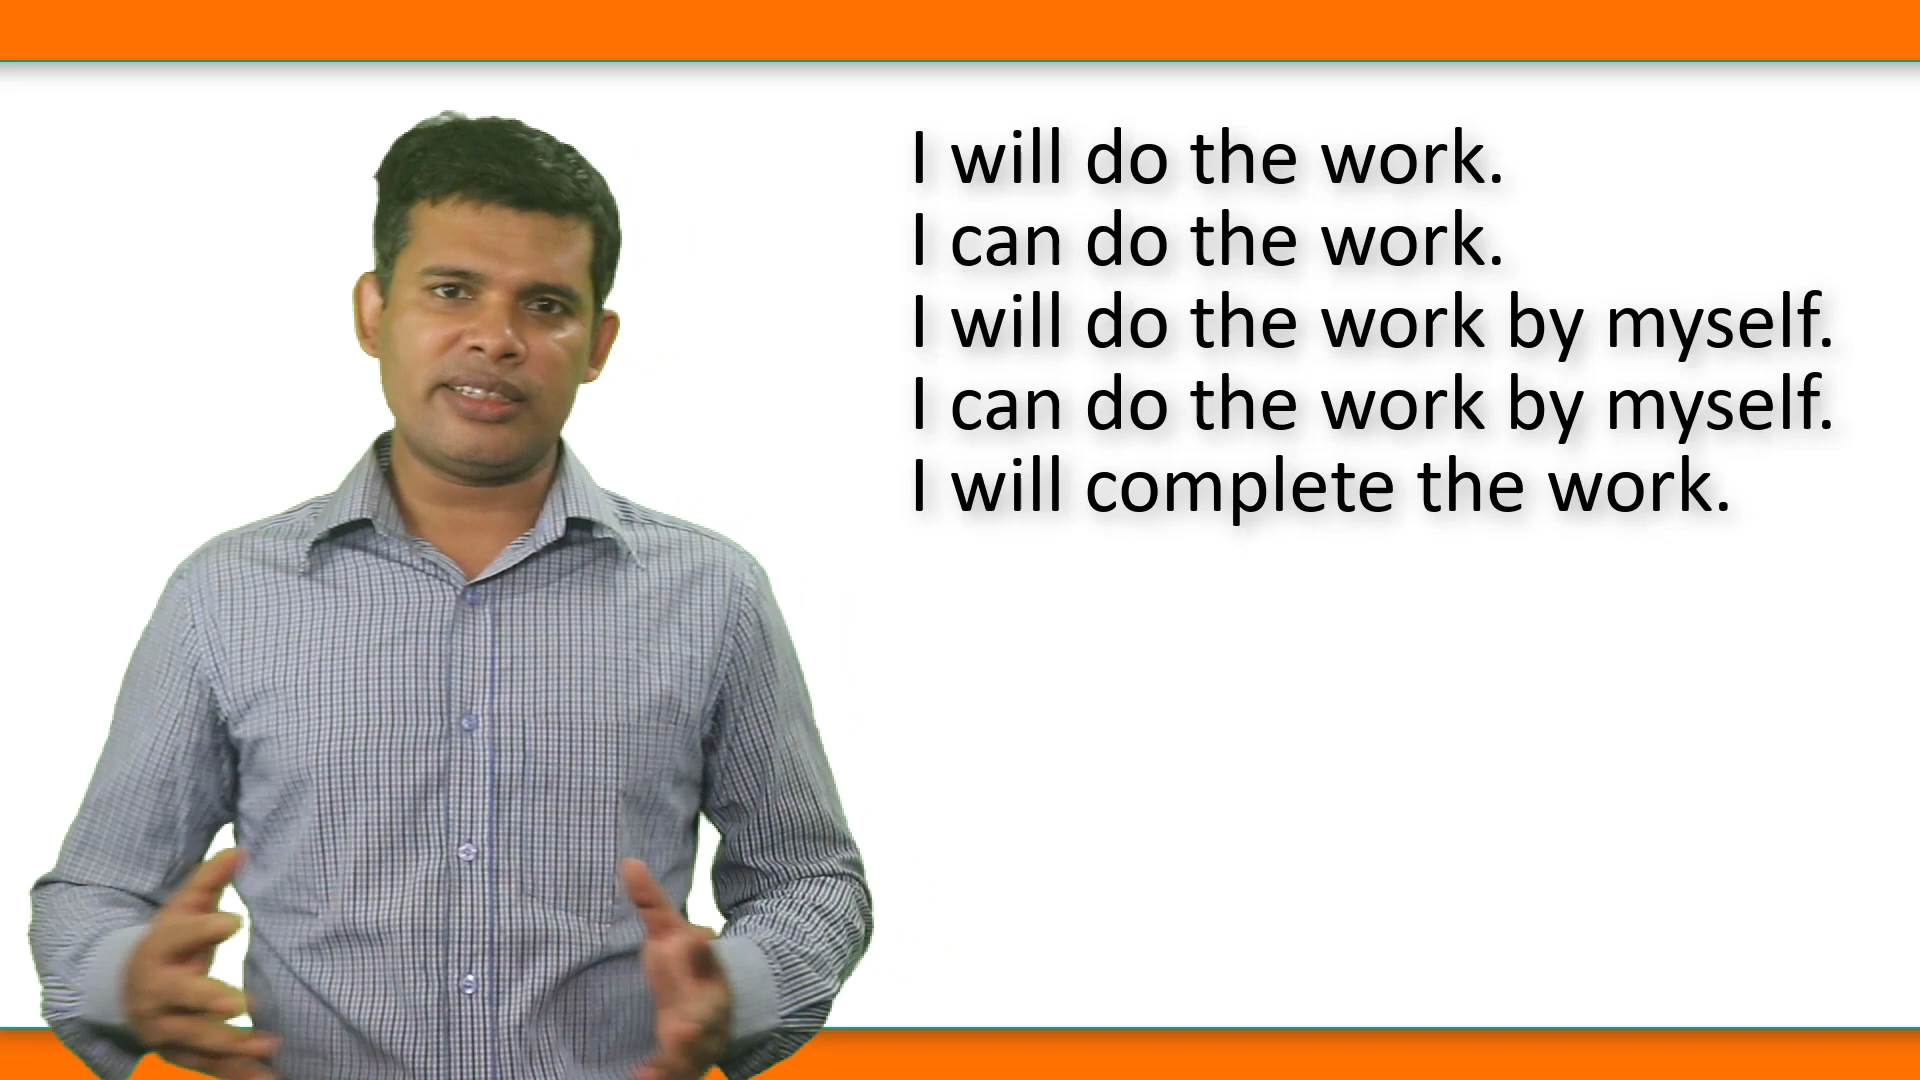 I will do the work.
I can do the work.
I will do the work by myself.
I can do the work by myself.
I will complete the work.